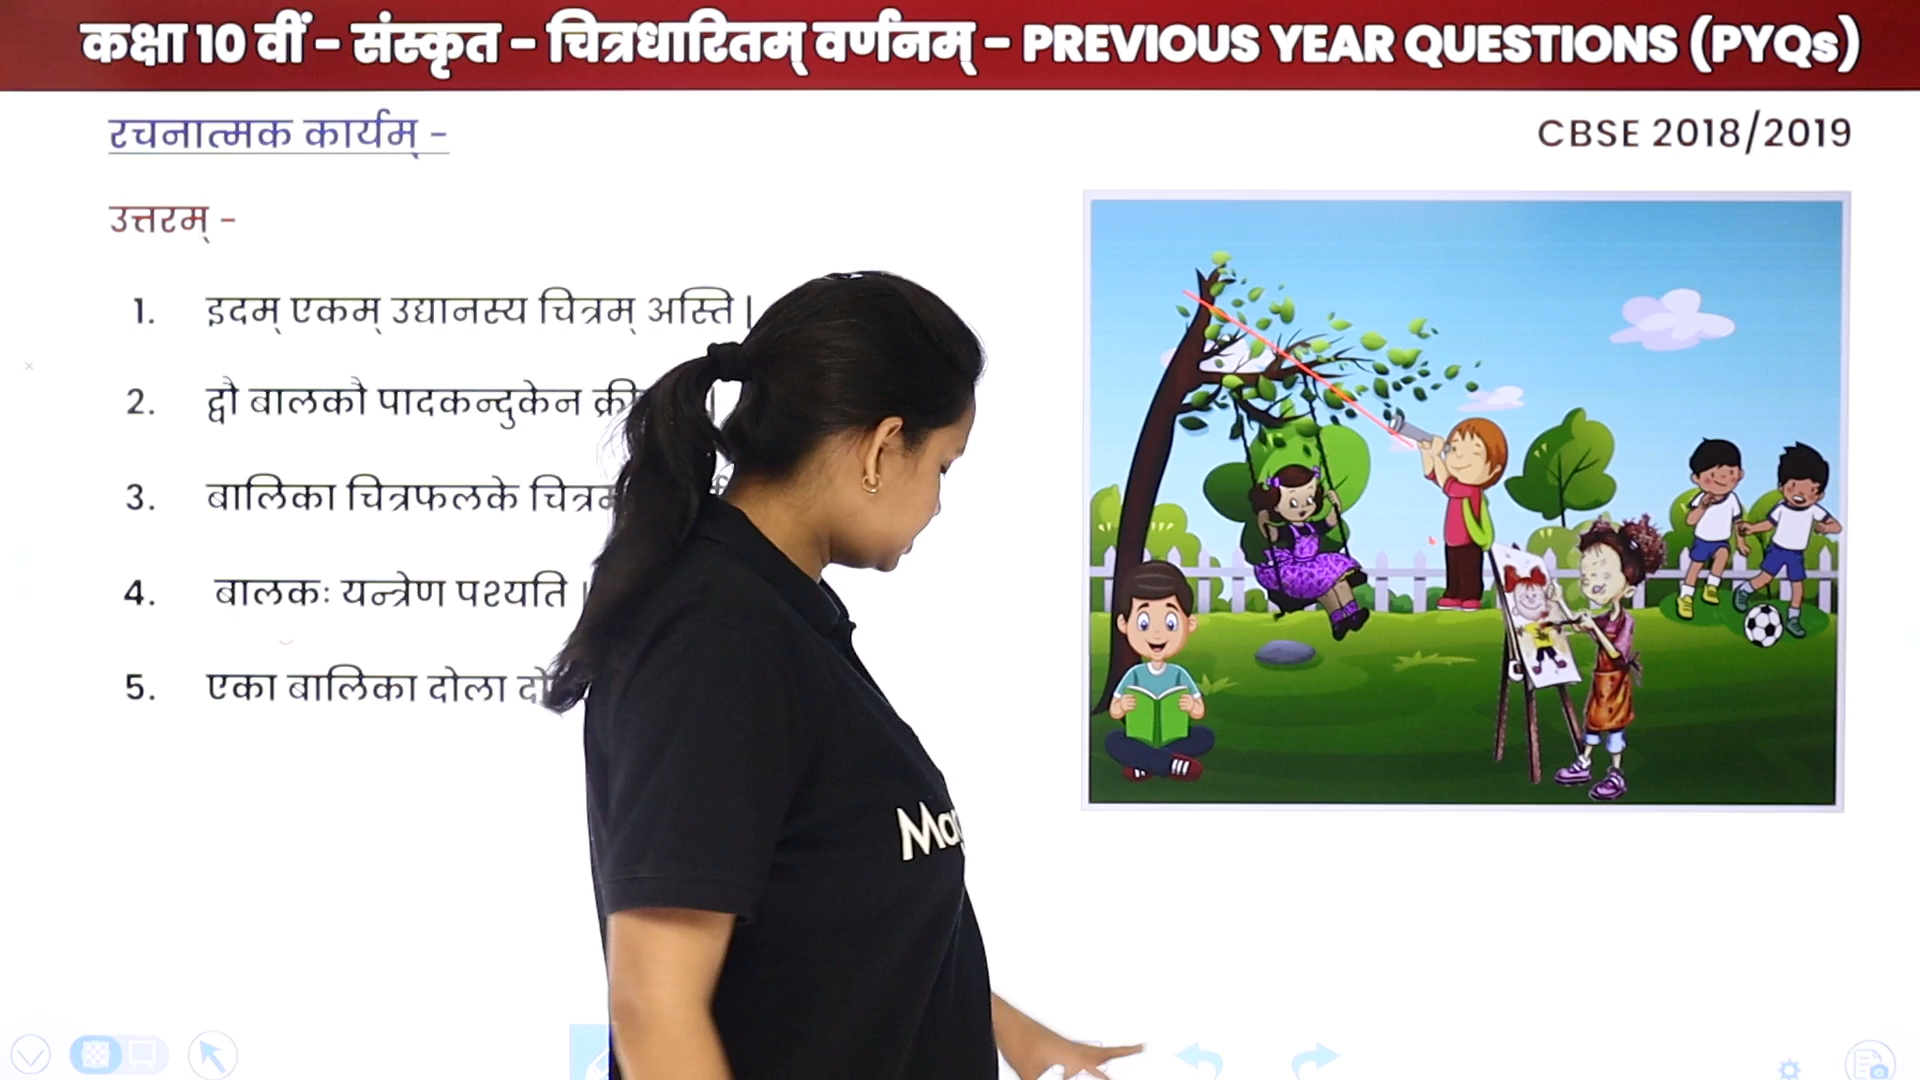 कक्षा 10 वीं - संस्कृत - चित्रधारितम् वर्णनम् - PREVIOUS YEAR QUESTIONS (PYQs)
रचनात्मक कार्यम् -
CBSE 2018/2019
उत्तरम् -
1. इदम् एकम् उद्यानस्य चित्रम् अस्ति |
2. द्वौ बालकौ पादकन्दुकेन
3. बालिका चित्रफलके
4. बालकः यन्त्रेण पश्यति |
5. एका बालिका दोला